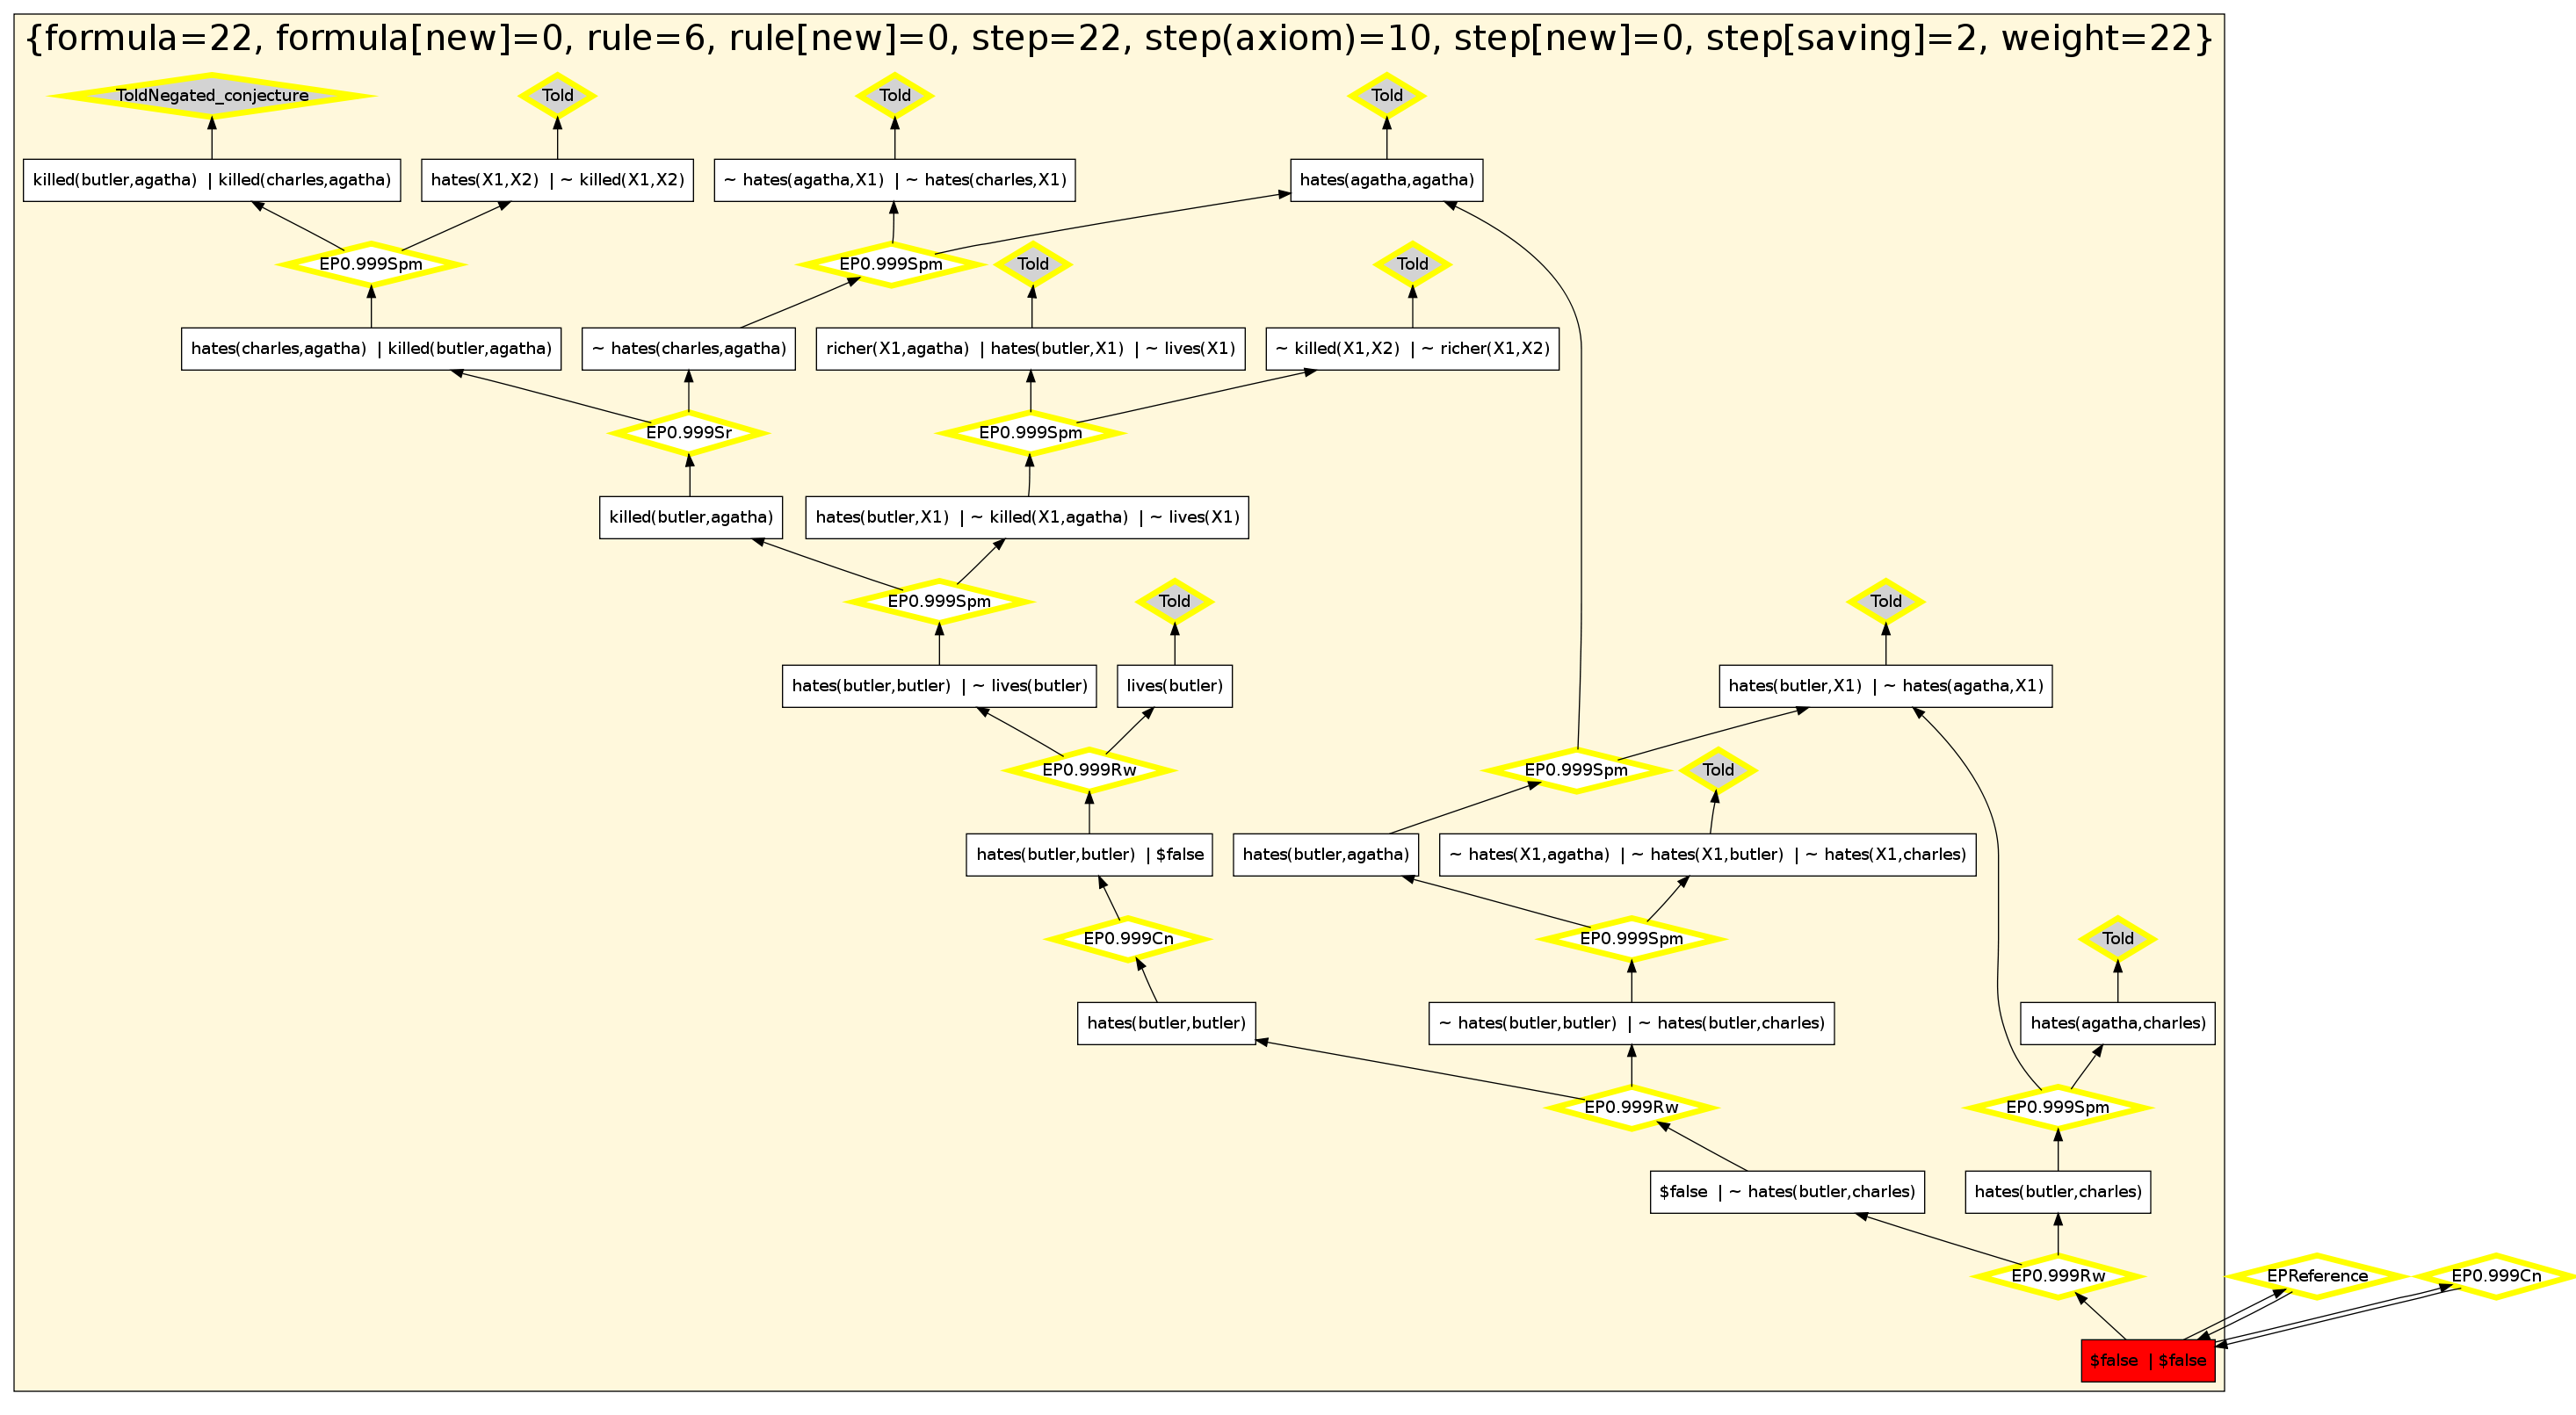 {formula=22, formula[new]=0, rule=6, rule[new]=0, step=22, step(axiom)=10, step[new]=0, step[saving]=2, weight=22}
ToldNegated_conjecture
Told
Told
Told
killed(butler,agatha) | killed(charles,agatha)
hates(X1,X2) | ~ killed(X1,X2)
~ hates(agatha,X1) | ~ hates(charles,X1)
hates(agatha,agatha)
EP0.999Spm
EP0.999Spm
Told
Told
hates(charles,agatha) | killed(butler,agatha)
~ hates(charles,agatha)
richer(X1,agatha) | hates(butler,X1) | ~ lives(X1)
~ killed(X1,X2) | ~ richer(X1,X2)
EP0.999Sr
EP0.999Spm
killed(butler,agatha)
hates(butler,X1) | ~ killed(X1,agatha) | ~ lives(X1)
EP0.999Spm
Told
Told
hates(butler,butler) | ~ lives(butler)
lives(butler)
hates(butler,X1) | ~ hates(agatha,X1)
EP0.999Rw
EP0.999Spm
Told
hates(butler,butler) | $false
hates(butler,agatha)
~ hates(X1,agatha) | ~ hates(X1,butler) | ~ hates(X1,charles)
EP0.999Cn
EP0.999Spm
Told
hates(butler,butler)
~ hates(butler,butler) | ~ hates(butler,charles)
hates(agatha,charles)
EP0.999Rw
EP0.999Spm
$false | ~ hates(butler,charles)
hates(butler,charles)
EP0.999Rw
EPReference
EP0.999Cn
$false | $false